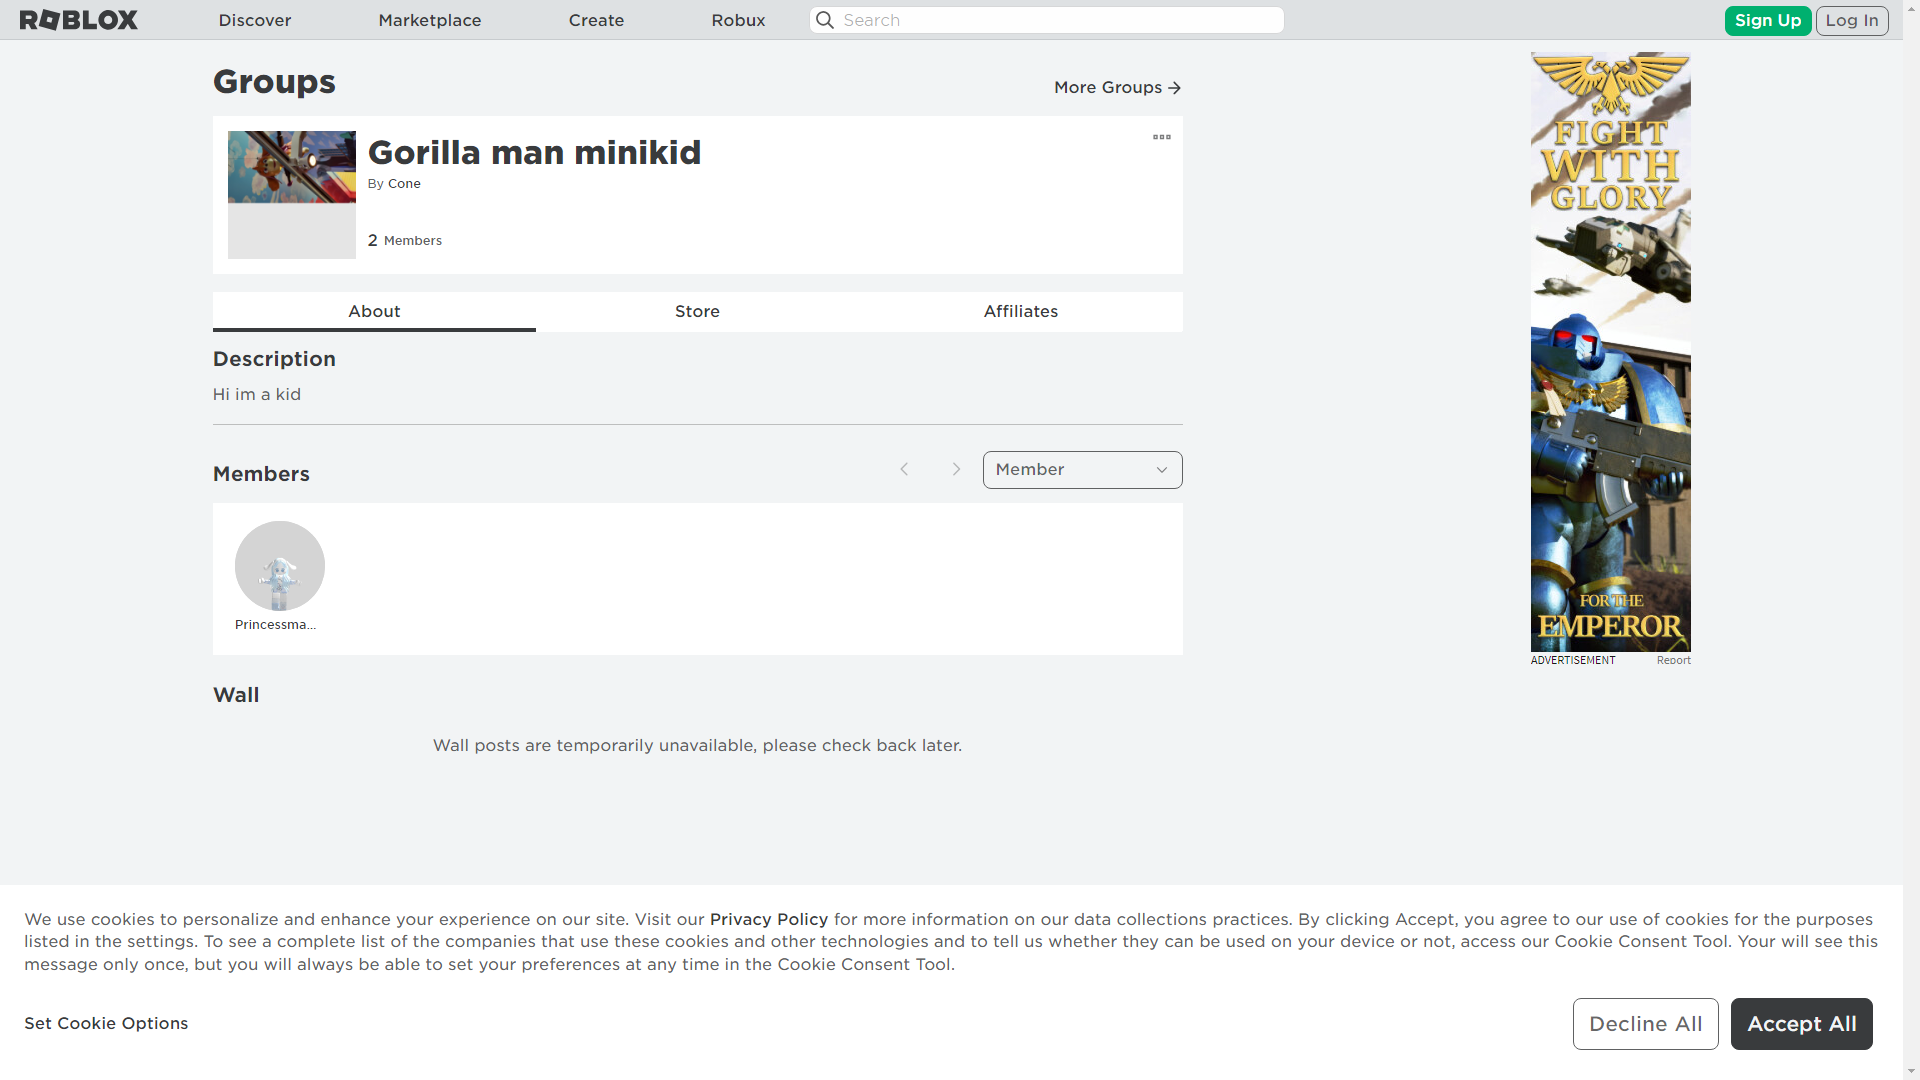 ROBLOX
Discover
Marketplace
Create
Robux
Search
Sign Up
Log In
Groups
More Groups
Gorilla man minikid
By Cone
2 Members
About
Store
Affiliates
Description
Hi im a kid
Members
Member
Princessma...
Wall
Wall posts are temporarily unavailable, please check back later.
FIGHT
WITH
GLORY
FOR THE
EMPEROR
ADVERTISEMENT
Report
We use cookies to personalize and enhance your experience on our site. Visit our Privacy Policy for more information on our data collections practices. By clicking Accept, you agree to our use of cookies for the purposes
listed in the settings. To see a complete list of the companies that use these cookies and other technologies and to tell us whether they can be used on your device or not, access our Cookie Consent Tool. Your will see this
message only once, but you will always be able to set your preferences at any time in the Cookie Consent Tool.
Set Cookie Options
Decline All
Accept All